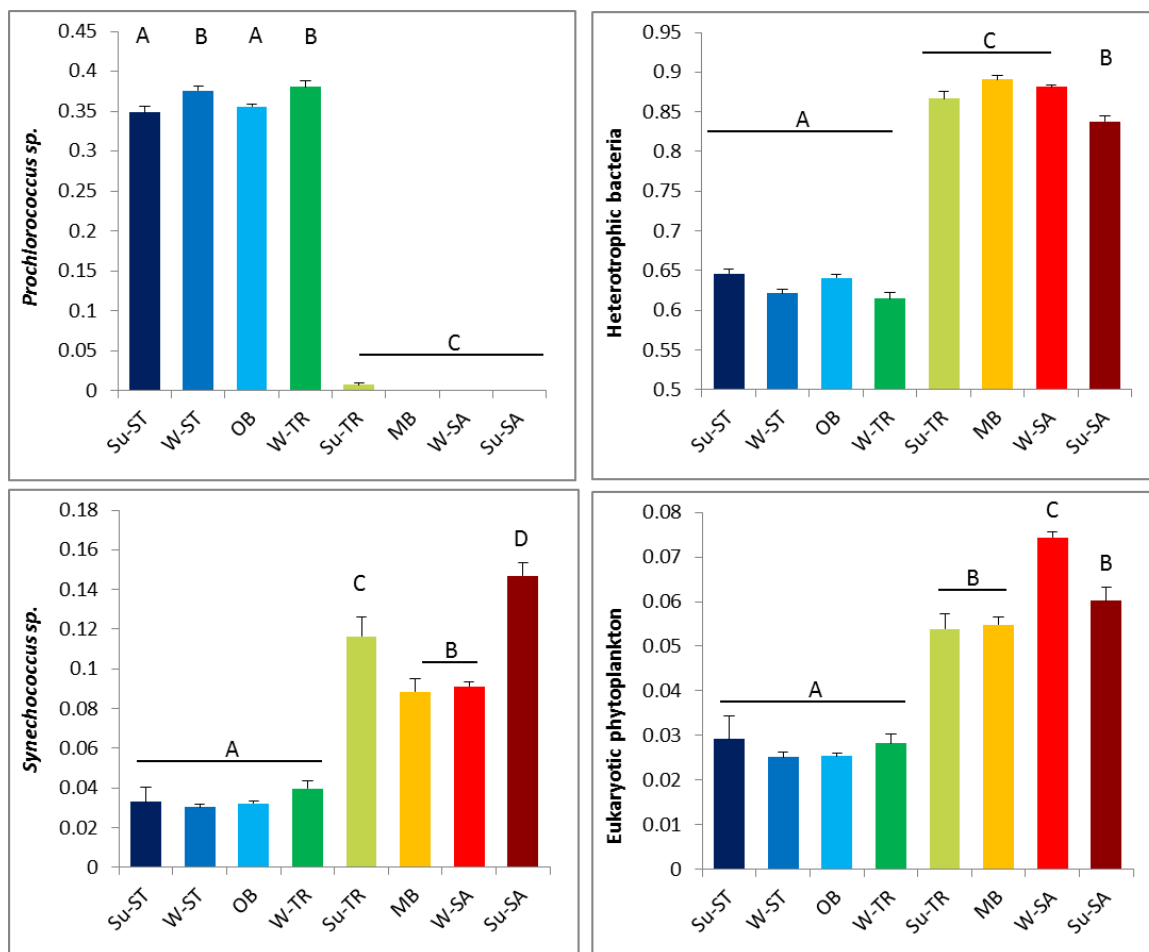 Prochlorococcus sp.
0.45
0.4
0.35
0.3
0.25
0.2
0.15
0.1
0.05
0
A B A B
C
Su-ST W-ST OB W-TR Su-TR MB W-SA Su-SA
Heterotrophic bacteria
0.95
0.9
0.85
0.8
0.75
0.7
0.65
0.6
0.55
0.5
C
B
A
Su-ST W-ST OB W-TR Su-TR MB W-SA Su-SA
Synechococcus sp.
0.18
0.16
0.14
0.12
0.1
0.08
0.06
0.04
0.02
0
D
C
B
A
Su-ST W-ST OB W-TR Su-TR MB W-SA Su-SA
Eukaryotic phytoplankton
0.08
0.07
0.06
0.05
0.04
0.03
0.02
0.01
0
C
B
B
A
Su-ST W-ST OB W-TR Su-TR MB W-SA Su-SA